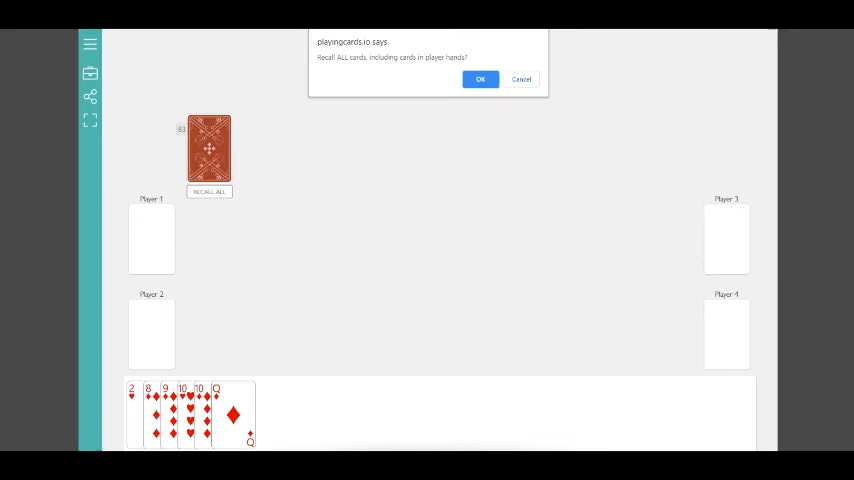 playingcards.io says
Recall ALL cards, including cards in player hands?
OK Cancel
83
RECALL ALL
Player 1
Player 3
Player 2
Player 4
2 8 9 10 10 Q
Q